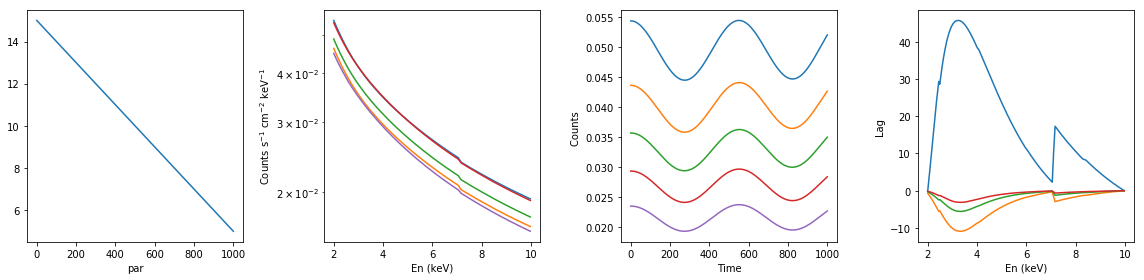 14
12
10
8
6
0 200 400 600 800 1000
par
Counts s⁻¹ cm⁻² keV⁻¹
4 × 10⁻²
3 × 10⁻²
2 × 10⁻²
2 4 6 8 10
En (keV)
Counts
0.055
0.050
0.045
0.040
0.035
0.030
0.025
0.020
0 200 400 600 800 1000
Time
Lag
40
30
20
10
0
−10
2 4 6 8 10
En (keV)